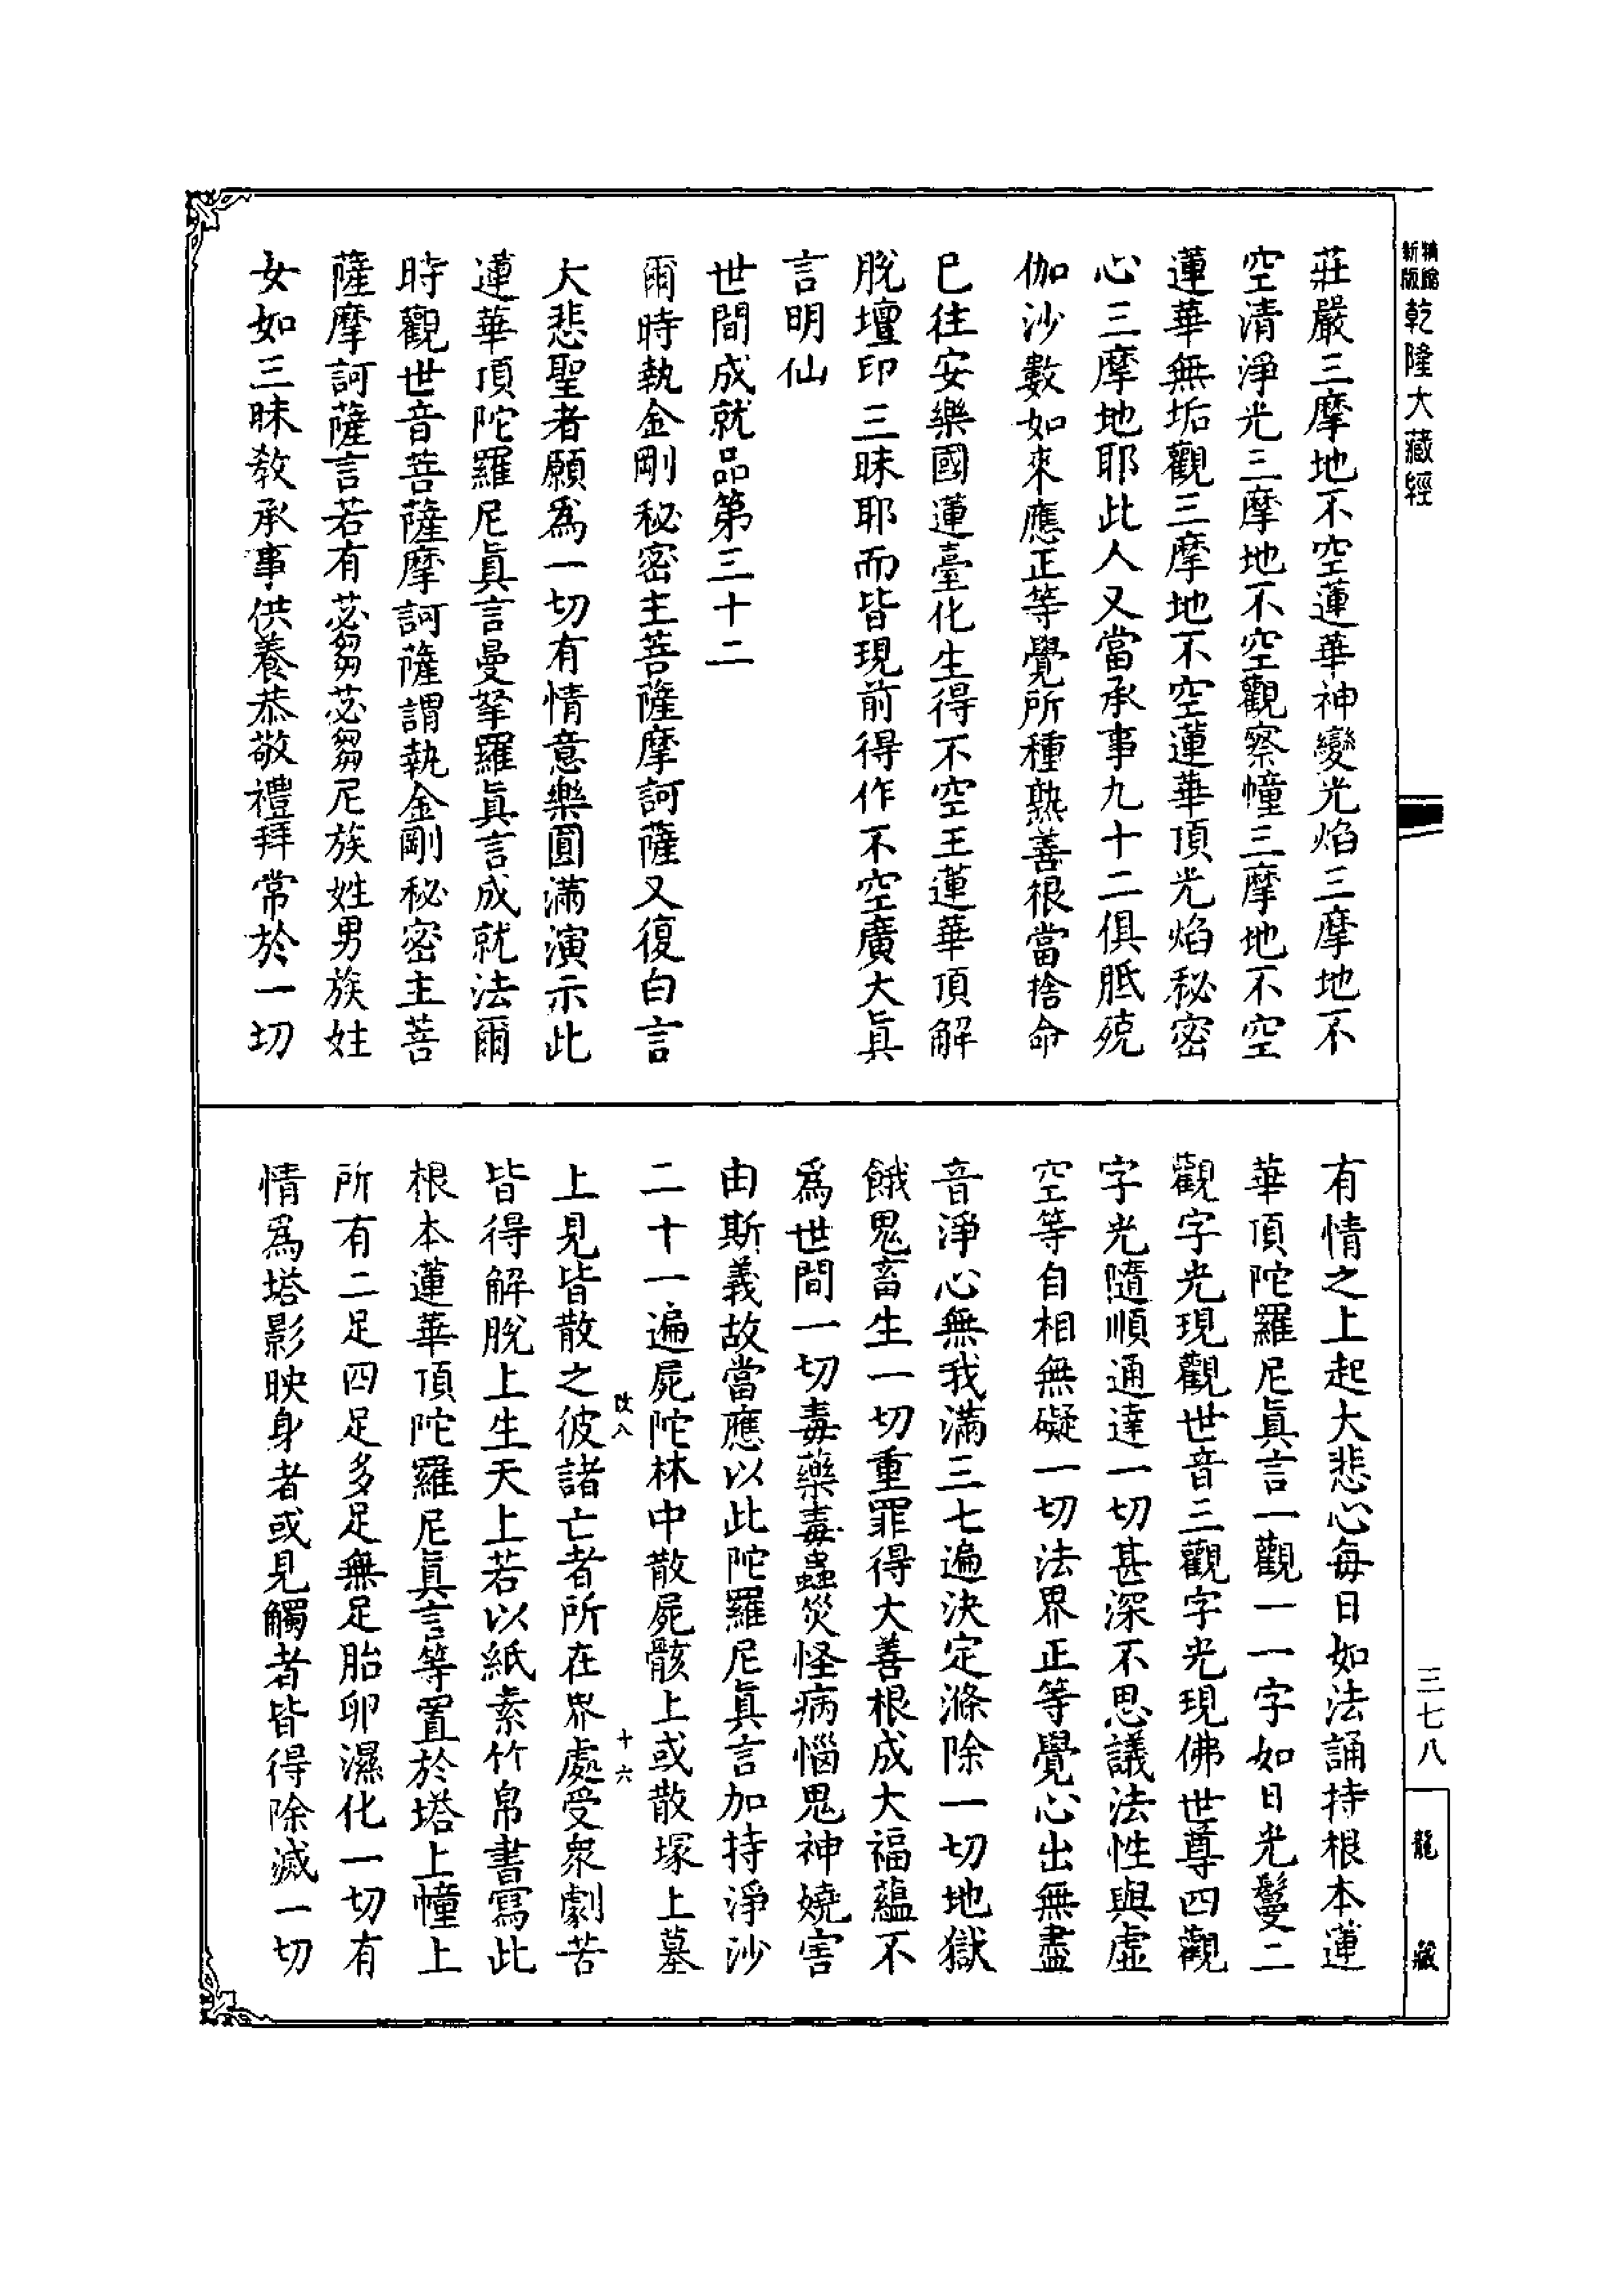 精縮
新版
乾隆大藏經
莊嚴三摩地不空蓮華神變光焰三摩地不
空清淨光三摩地不空觀察幢三摩地不空
蓮華無垢觀三摩地不空蓮華頂光焰秘密
心三摩地耶此人又當承事九十二俱胝殑
伽沙數如來應正等覺所種熟善根當捨命
已往安樂國蓮臺化生得不空王蓮華頂解
脫壇印三昧耶而皆現前得作不空廣大眞
言明仙
世間成就品第三十二
爾時執金剛秘密主菩薩摩訶薩又復白言
大悲聖者願爲一切有情意樂圓滿演示此
蓮華頂陀羅尼眞言曼拏羅眞言成就法爾
時觀世音菩薩摩訶薩謂執金剛秘密主菩
薩摩訶薩言若有苾芻苾芻尼族姓男族姓
女如三昧教承事供養恭敬禮拜常於一切
有情之上起大悲心每日如法誦持根本蓮
華頂陀羅尼眞言一觀一一字如日光鬘二
觀字光現觀世音三觀字光現佛世尊四觀
字光隨順通達一切甚深不思議法性與虛
空等自相無礙一切法界正等覺心出無盡
音淨心無我滿三七遍決定滌除一切地獄
餓鬼畜生一切重罪得大善根成大福蘊不
爲世間一切毒藥毒蟲災怪病惱鬼神嬈害
由斯義故當應以此陀羅尼眞言加持淨沙
二十一遍屍陀林中散屍骸上或散塚上墓
上見皆散之彼諸亡者所在界處受衆劇苦
皆得解脫上生天上若以紙素竹帛書寫此
根本蓮華頂陀羅尼眞言等置於塔上幢上
所有二足四足多足無足胎卵濕化一切有
情爲塔影映身者或見觸者皆得除滅一切
十六
三七八
龍藏